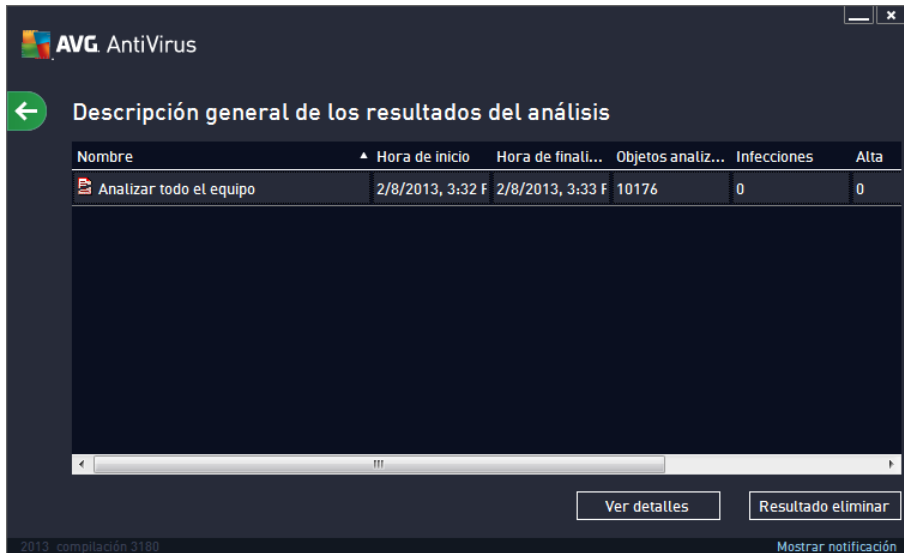 AVG. AntiVirus
Descripción general de los resultados del análisis
Nombre Hora de inicio Hora de finali... Objetos analiz... Infecciones Alta
Analizar todo el equipo 2/8/2013, 3:32 P 2/8/2013, 3:33 P 10176 0 0
Ver detalles Resultado eliminar
2013 compilación 3180 Mostrar notificación